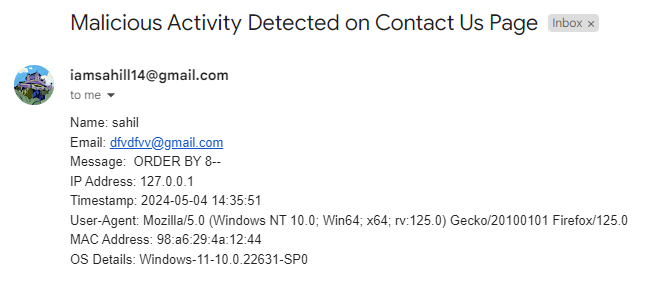 Malicious Activity Detected on Contact Us Page Inbox ×
iamsahill14@gmail.com
to me
Name: sahil
Email: dfvdfvv@gmail.com
Message:  ORDER BY 8--
IP Address: 127.0.0.1
Timestamp: 2024-05-04 14:35:51
User-Agent: Mozilla/5.0 (Windows NT 10.0; Win64; x64; rv:125.0) Gecko/20100101 Firefox/125.0
MAC Address: 98:a6:29:4a:12:44
OS Details: Windows-11-10.0.22631-SP0